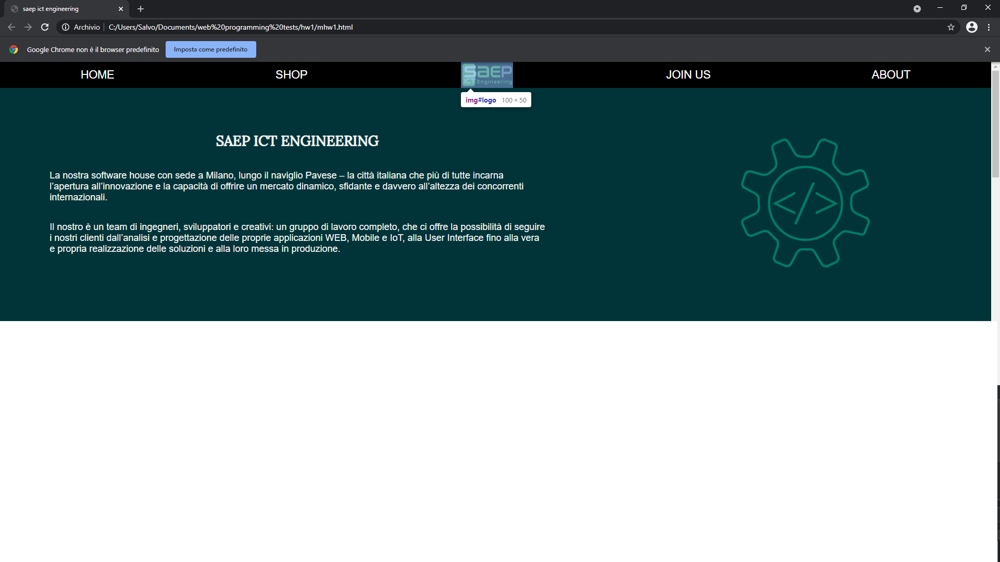 saep ict engineering
Archivio C:/Users/Salvo/Documents/web%20programming%20tests/hw1/mhw1.html
Google Chrome non è il browser predefinito Imposta come predefinito
HOME SHOP SaEP JOIN US ABOUT
ICT Engineering
img#logo 100 × 50
SAEP ICT ENGINEERING
La nostra software house con sede a Milano, lungo il naviglio Pavese – la città italiana che più di tutte incarna
l’apertura all’innovazione e la capacità di offrire un mercato dinamico, sfidante e davvero all’altezza dei concorrenti
internazionali.
Il nostro è un team di ingegneri, sviluppatori e creativi: un gruppo di lavoro completo, che ci offre la possibilità di seguire
i nostri clienti dall’analisi e progettazione delle proprie applicazioni WEB, Mobile e IoT, alla User Interface fino alla vera
e propria realizzazione delle soluzioni e alla loro messa in produzione.
</>